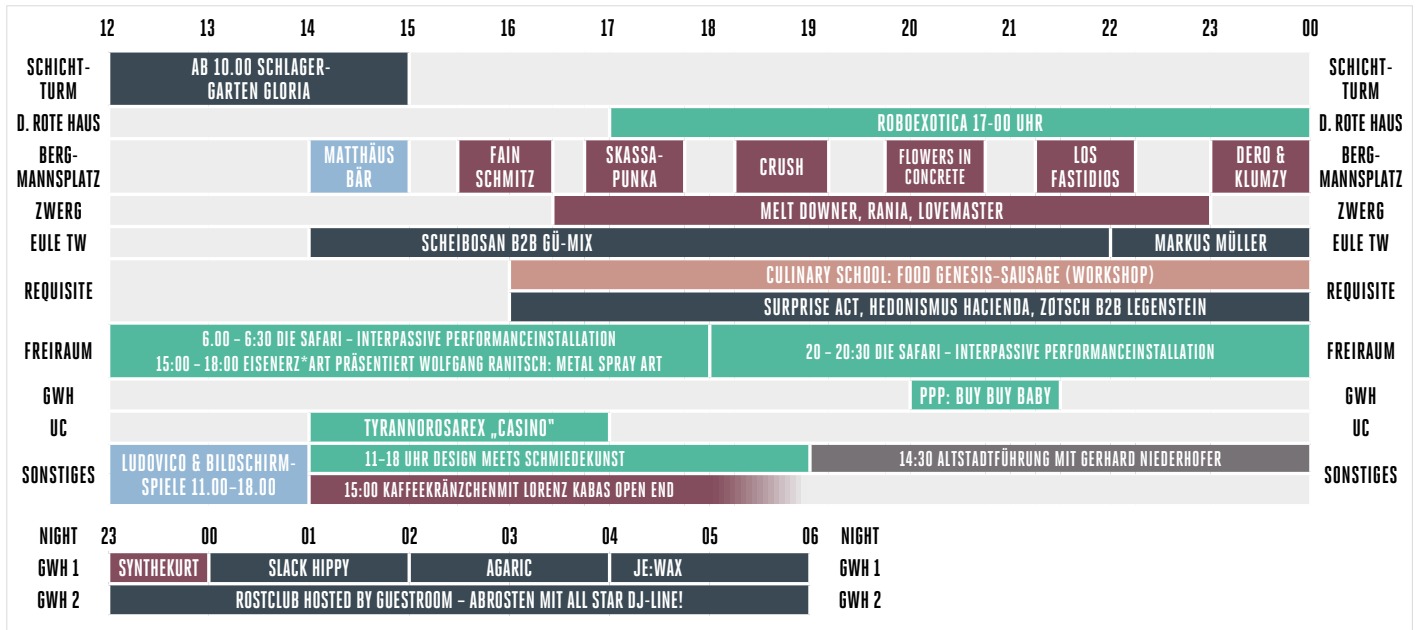 12 13 14 15 16 17 18 19 20 21 22 23 00
SCHICHT-
TURM
AB 10.00 SCHLAGER-
GARTEN GLORIA
SCHICHT-
TURM
D. ROTE HAUS ROBOEXOTICA 17-00 UHR D. ROTE HAUS
BERG-
MANNSPLATZ
MATTHÄUS
BÄR
FAIN
SCHMITZ
SKASSA-
PUNKA
CRUSH
FLOWERS IN
CONCRETE
LOS
FASTIDIOS
DERO &
KLUMZY
BERG-
MANNSPLATZ
ZWERG MELT DOWNER, RANIA, LOVEMASTER ZWERG
EULE TW SCHEIBOSAN B2B GÜ-MIX MARKUS MÜLLER EULE TW
REQUISITE
CULINARY SCHOOL: FOOD GENESIS–SAUSAGE (WORKSHOP)
SURPRISE ACT, HEDONISMUS HACIENDA, ZØTSCH B2B LEGENSTEIN
REQUISITE
FREIRAUM
6.00 – 6:30 DIE SAFARI – INTERPASSIVE PERFORMANCEINSTALLATION
15:00 – 18:00 EISENERZ*ART PRÄSENTIERT WOLFGANG RANITSCH: METAL SPRAY ART
20 – 20:30 DIE SAFARI – INTERPASSIVE PERFORMANCEINSTALLATION
FREIRAUM
GWH PPP: BUY BUY BABY GWH
UC TYRANNOROSAREX „CASINO" UC
SONSTIGES
LUDOVICO & BILDSCHIRM-
SPIELE 11.00–18.00
11–18 UHR DESIGN MEETS SCHMIEDEKUNST
14:30 ALTSTADTFÜHRUNG MIT GERHARD NIEDERHOFER
15:00 KAFFEEKRÄNZCHENMIT LORENZ KABAS OPEN END
SONSTIGES
NIGHT 23 00 01 02 03 04 05 06 NIGHT
GWH 1 SYNTHEKURT SLACK HIPPY AGARIC JE:WAX GWH 1
GWH 2 ROSTCLUB HOSTED BY GUESTROOM – ABROSTEN MIT ALL STAR DJ-LINE! GWH 2